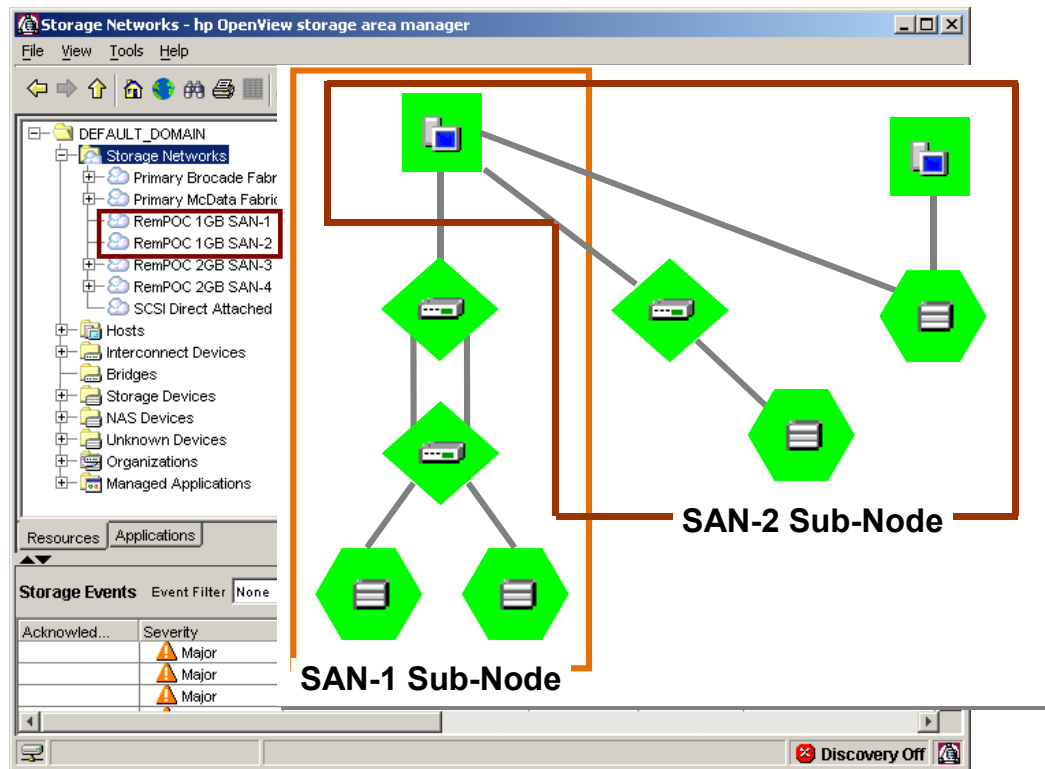 Storage Networks - hp OpenView storage area manager
File View Tools Help
DEFAULT_DOMAIN
Storage Networks
Primary Brocade Fabr
Primary McData Fabric
RemPOC 1GB SAN-1
RemPOC 1GB SAN-2
RemPOC 2GB SAN-3
RemPOC 2GB SAN-4
SCSI Direct Attached
Hosts
Interconnect Devices
Bridges
Storage Devices
NAS Devices
Unknown Devices
Organizations
Managed Applications
Resources Applications
SAN-2 Sub-Node
SAN-1 Sub-Node
Storage Events Event Filter None
Acknowled... Severity
Major
Major
Major
Discovery Off